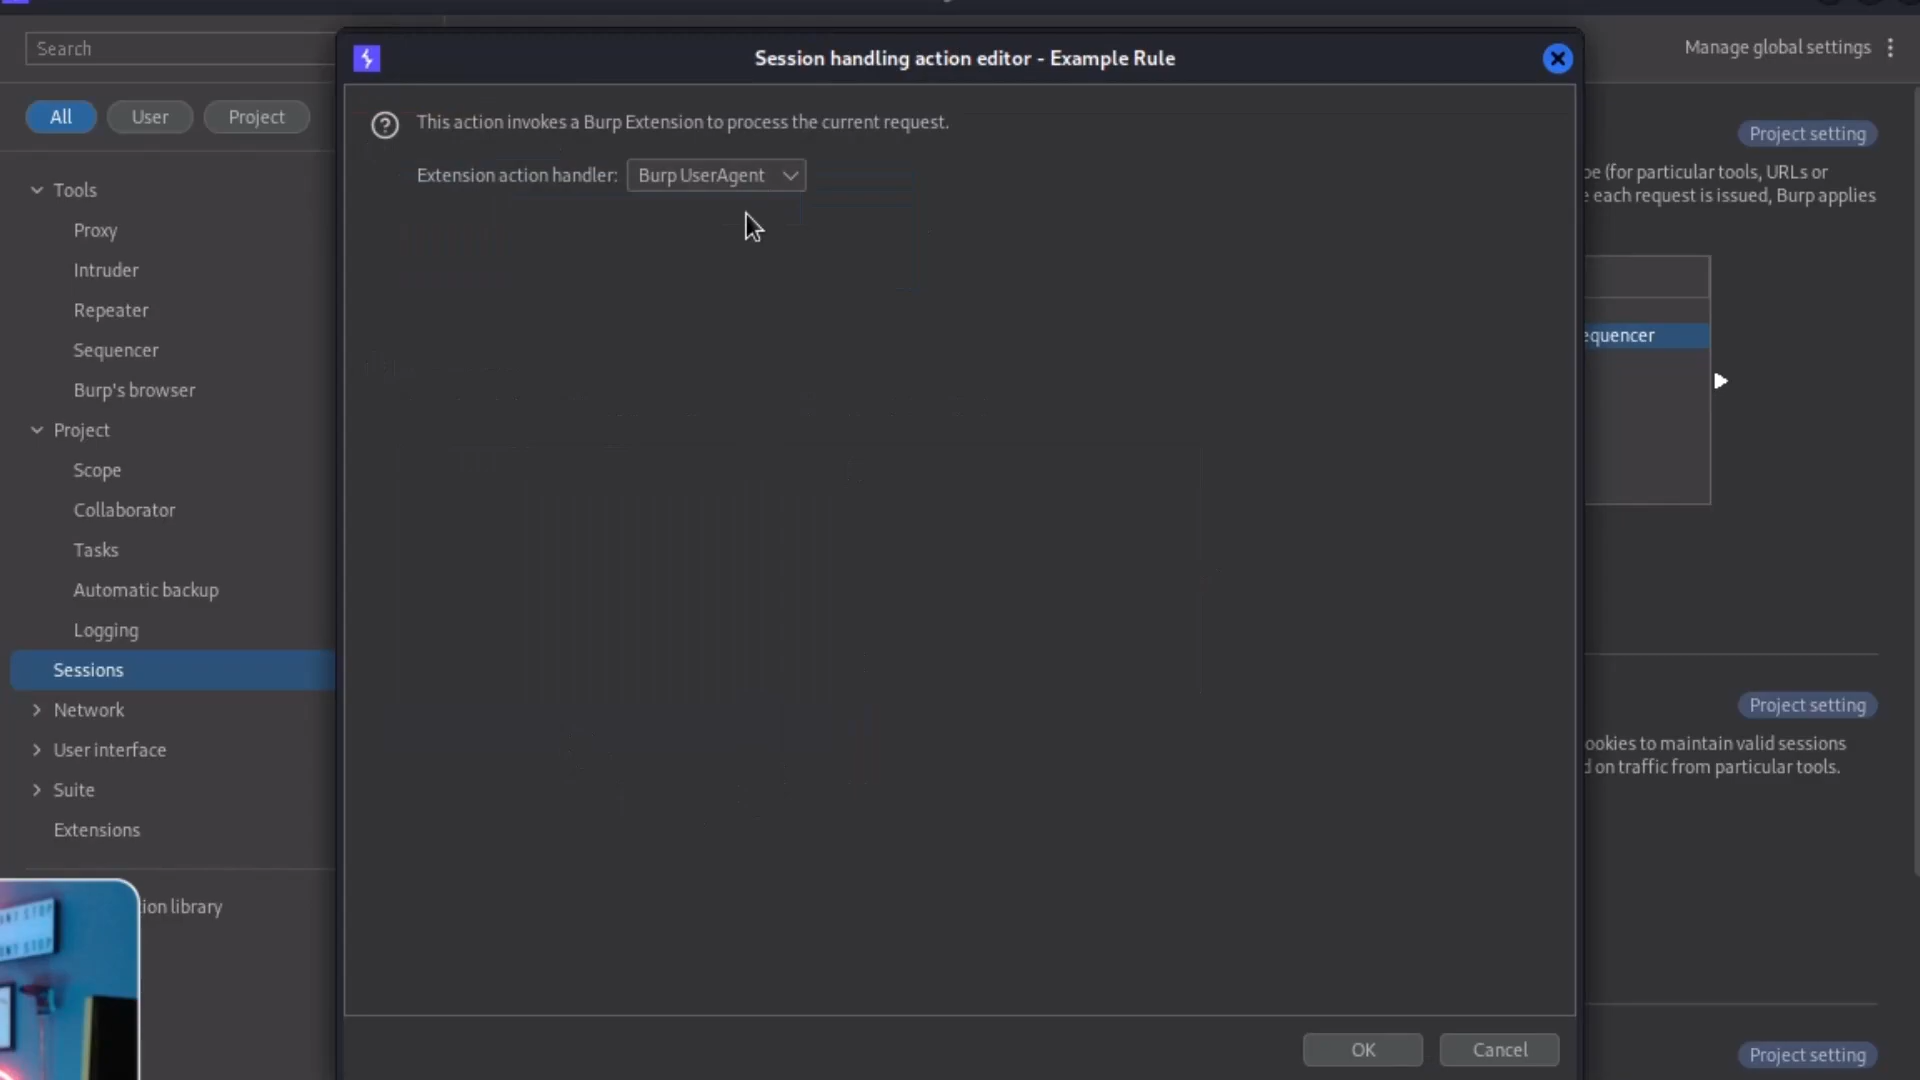 Search
Session handling action editor - Example Rule
Manage global settings
All
User
Project
This action invokes a Burp Extension to process the current request.
Extension action handler:
Burp UserAgent
Project setting
(for particular tools, URLs or
each request is issued, Burp applies
Tools
Proxy
Intruder
Repeater
Sequencer
Burp's browser
Project
Scope
Collaborator
Tasks
Automatic backup
Logging
Sessions
Network
User interface
Suite
Extensions
ion library
equencer
Project setting
ookies to maintain valid sessions
d on traffic from particular tools.
OK
Cancel
Project setting